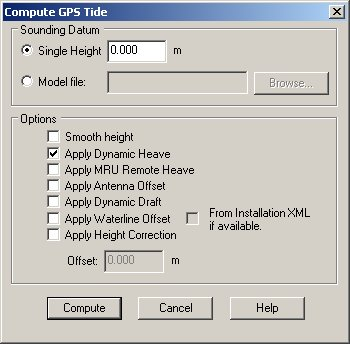 Compute GPS Tide
Sounding Datum
Single Height 0.000 m
Model file: Browse...
Options
Smooth height
Apply Dynamic Heave
Apply MRU Remote Heave
Apply Antenna Offset
Apply Dynamic Draft
Apply Waterline Offset From Installation XML
if available.
Apply Height Correction
Offset: 0.000 m
Compute Cancel Help